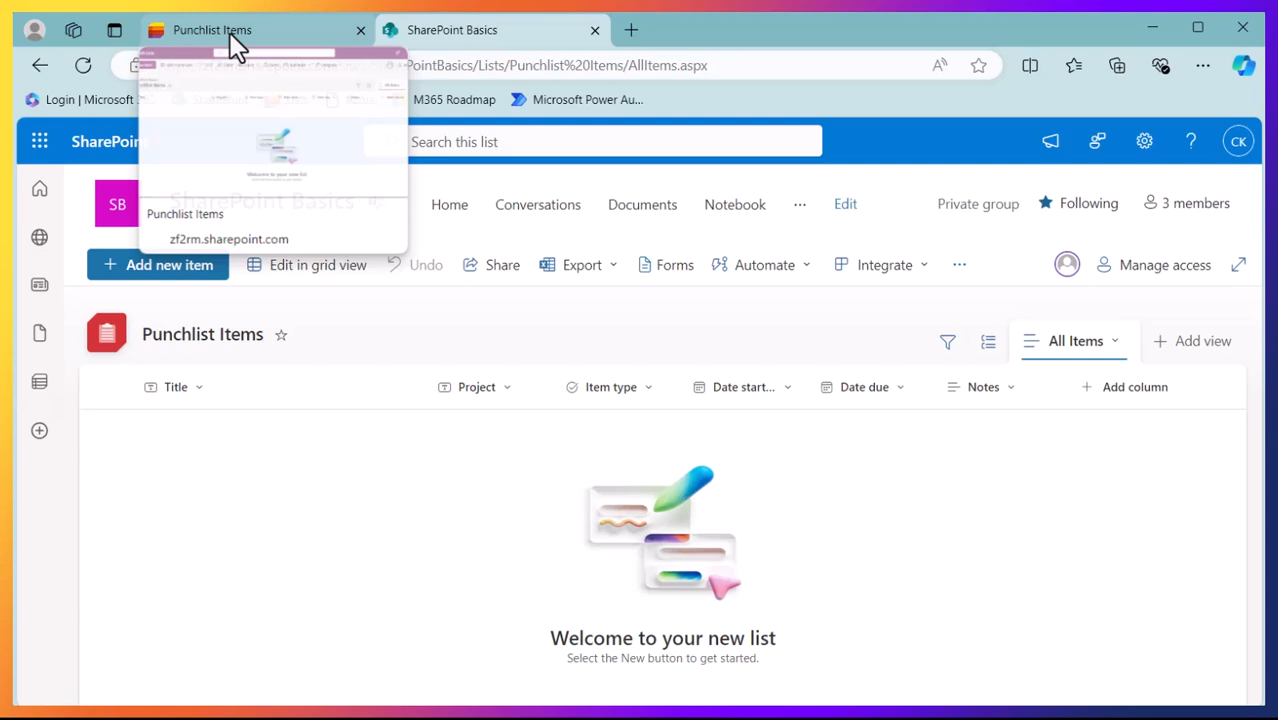 Punchlist Items
SharePoint Basics
PointBasics/Lists/Punchlist%20Items/AllItems.aspx
Login | Microsoft
M365 Roadmap
Microsoft Power Au...
SharePoin
Search this list
CK
SB
SharePoint Basics
Home
Conversations
Documents
Notebook
...
Edit
Private group
Following
3 members
Punchlist Items
zf2rm.sharepoint.com
+ Add new item
Edit in grid view
Undo
Share
Export
Forms
Automate
Integrate
...
Manage access
Punchlist Items
All Items
+ Add view
Title
Project
Item type
Date start...
Date due
Notes
+ Add column
Welcome to your new list
Select the New button to get started.